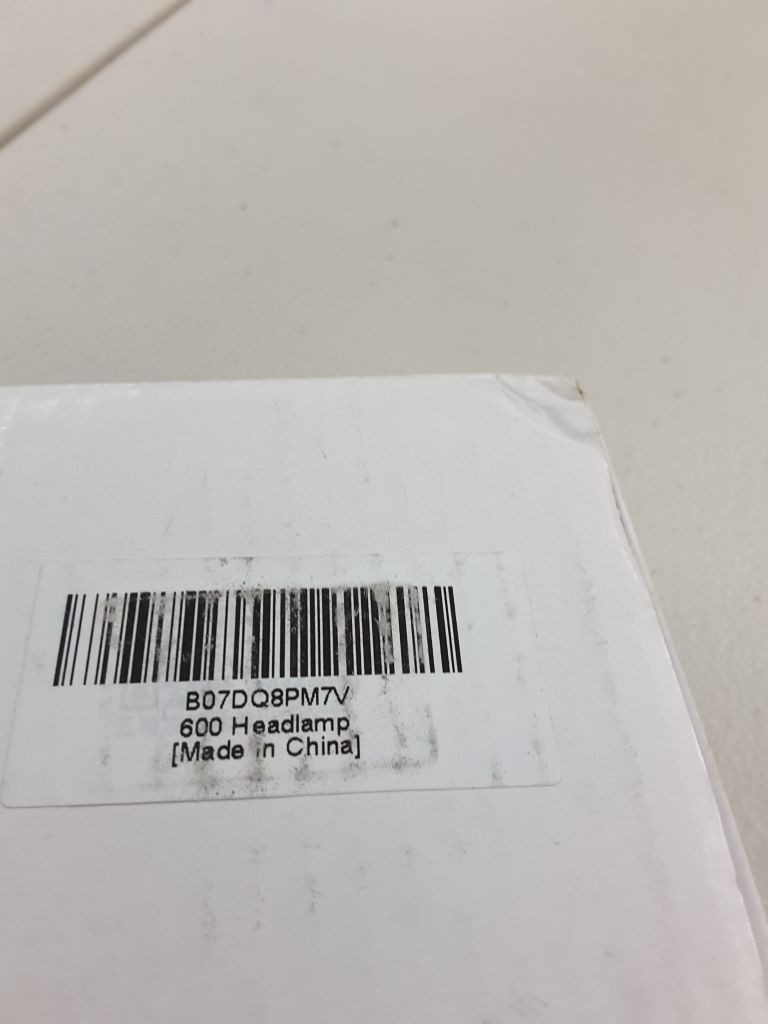 B07DQ8PM7V
600 Headlamp
[Made in China]